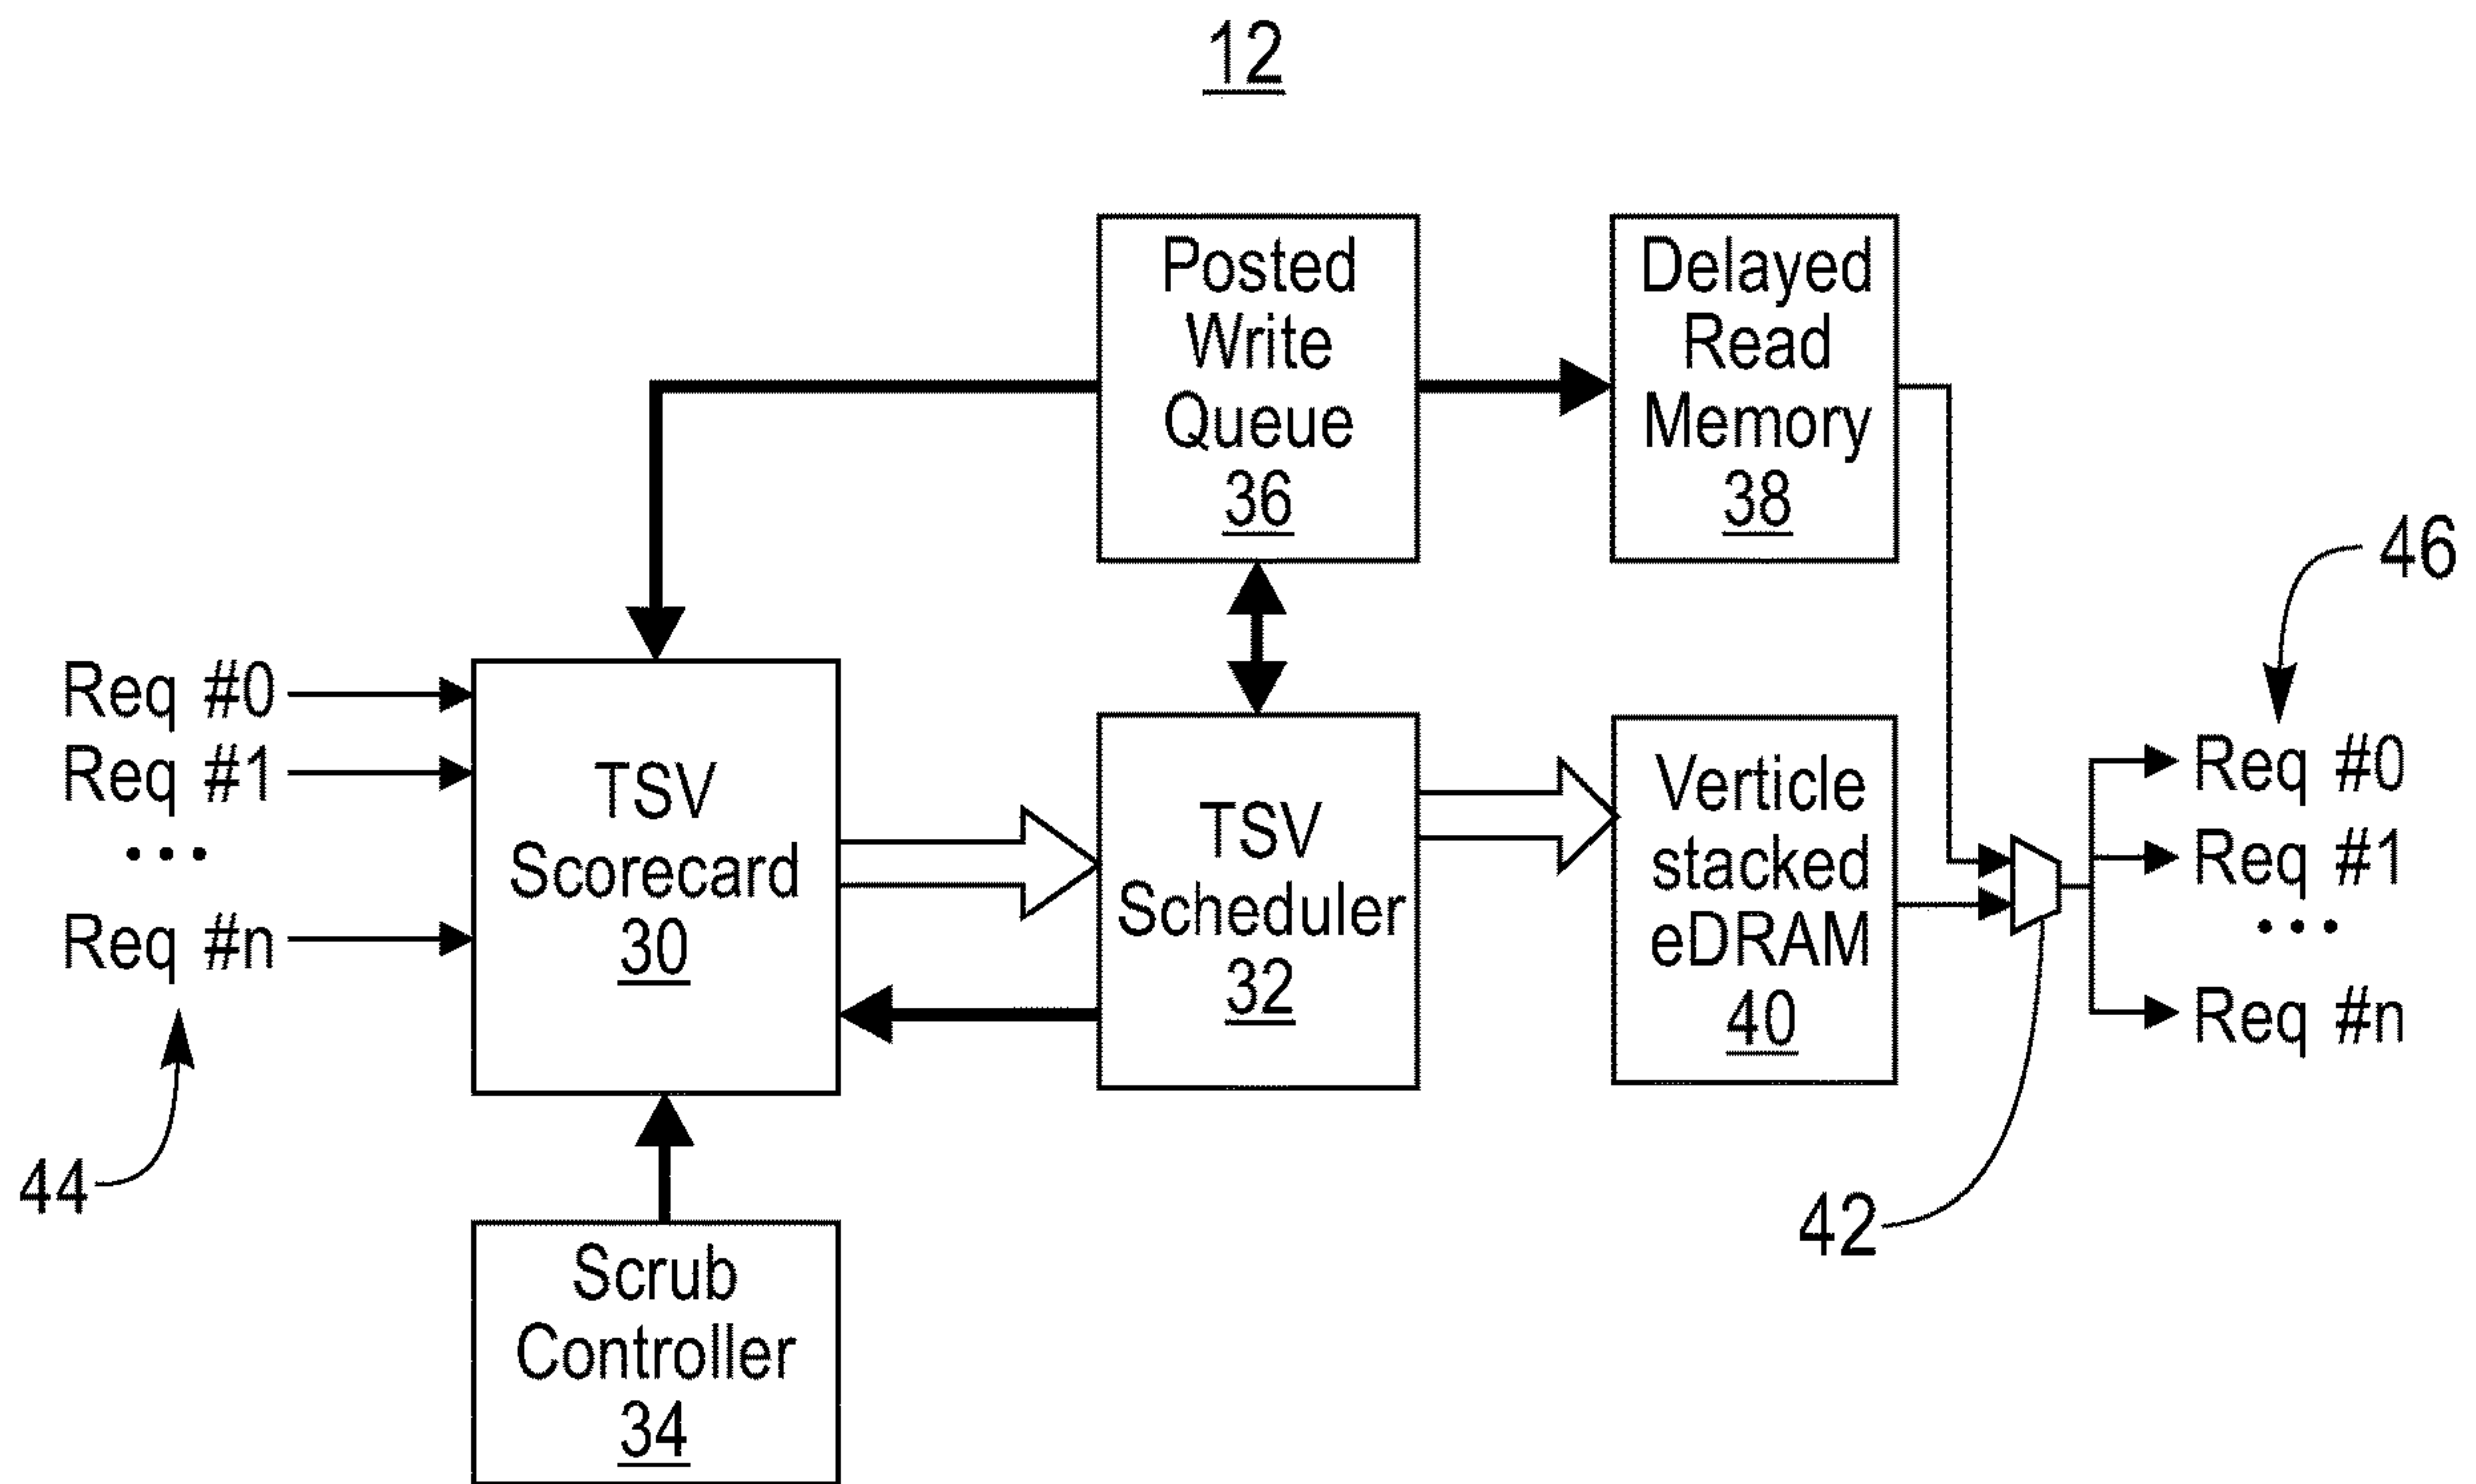 12
Posted
Write
Queue
36
Delayed
Read
Memory
38
46
Req #0
Req #1
• • •
Req #n
44
TSV
Scorecard
30
TSV
Scheduler
32
Verticle
stacked
eDRAM
40
Req #0
Req #1
• • •
Req #n
42
Scrub
Controller
34